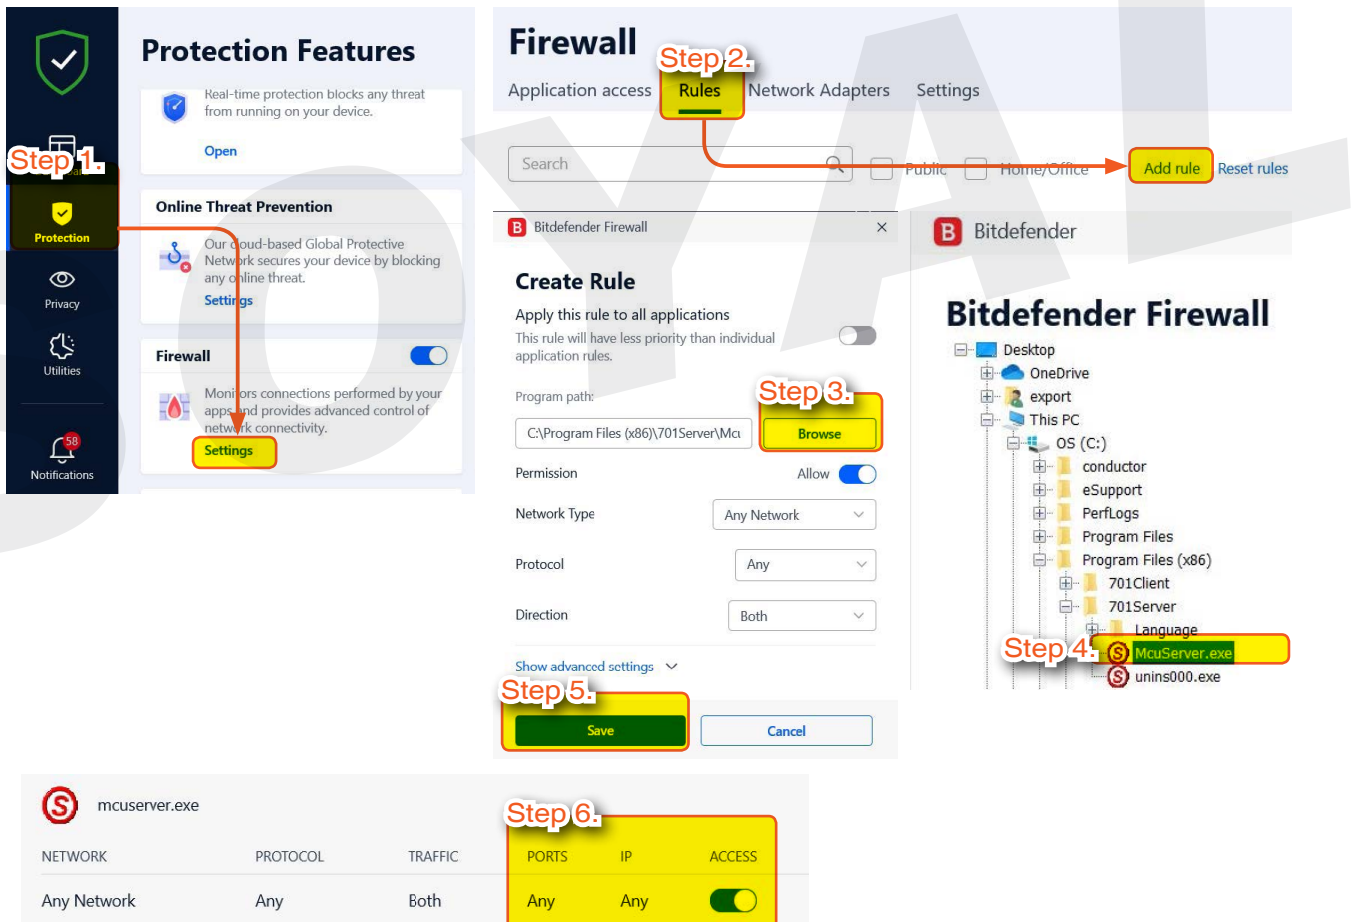 Protection Features
Real-time protection blocks any threat
from running on your device.
Open
Step 1.
Protection
Online Threat Prevention
Our cloud-based Global Protective
Network secures your device by blocking
any online threat.
Settings
Privacy
Utilities
Firewall
Monitors connections performed by your
apps and provides advanced control of
network connectivity.
Settings
58
Notifications
Firewall
Step 2.
Application access Rules Network Adapters Settings
Search
Public Home/Office Add rule Reset rules
B Bitdefender Firewall
Create Rule
Apply this rule to all applications
This rule will have less priority than individual
application rules.
Program path:
Step 3.
C:\Program Files (x86)\701Server\Mcu
Browse
Permission Allow
Network Type Any Network
Protocol Any
Direction Both
Show advanced settings
Step 5.
Save Cancel
B Bitdefender
Bitdefender Firewall
Desktop
OneDrive
export
This PC
OS (C:)
conductor
eSupport
PerfLogs
Program Files
Program Files (x86)
701Client
701Server
Language
Step 4.
McuServer.exe
unins000.exe
S mcuserver.exe
Step 6.
NETWORK PROTOCOL TRAFFIC PORTS IP ACCESS
Any Network Any Both Any Any
SOYAL